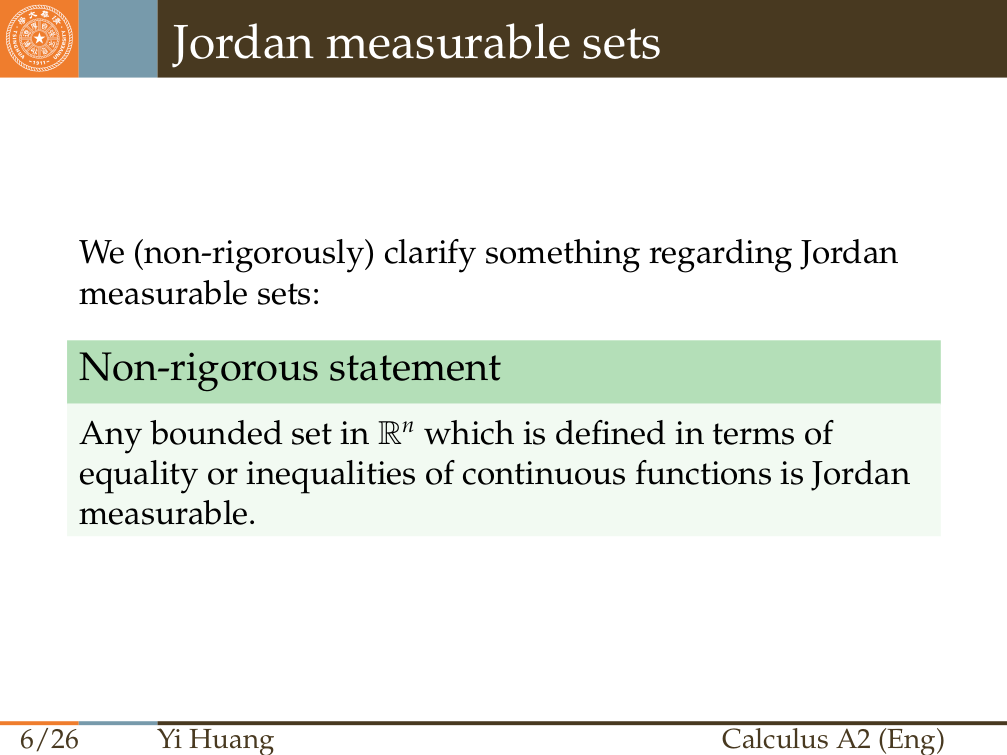 Jordan measurable sets
We (non-rigorously) clarify something regarding Jordan
measurable sets:
Non-rigorous statement
Any bounded set in ℝⁿ which is defined in terms of
equality or inequalities of continuous functions is Jordan
measurable.
6/26 Yi Huang Calculus A2 (Eng)